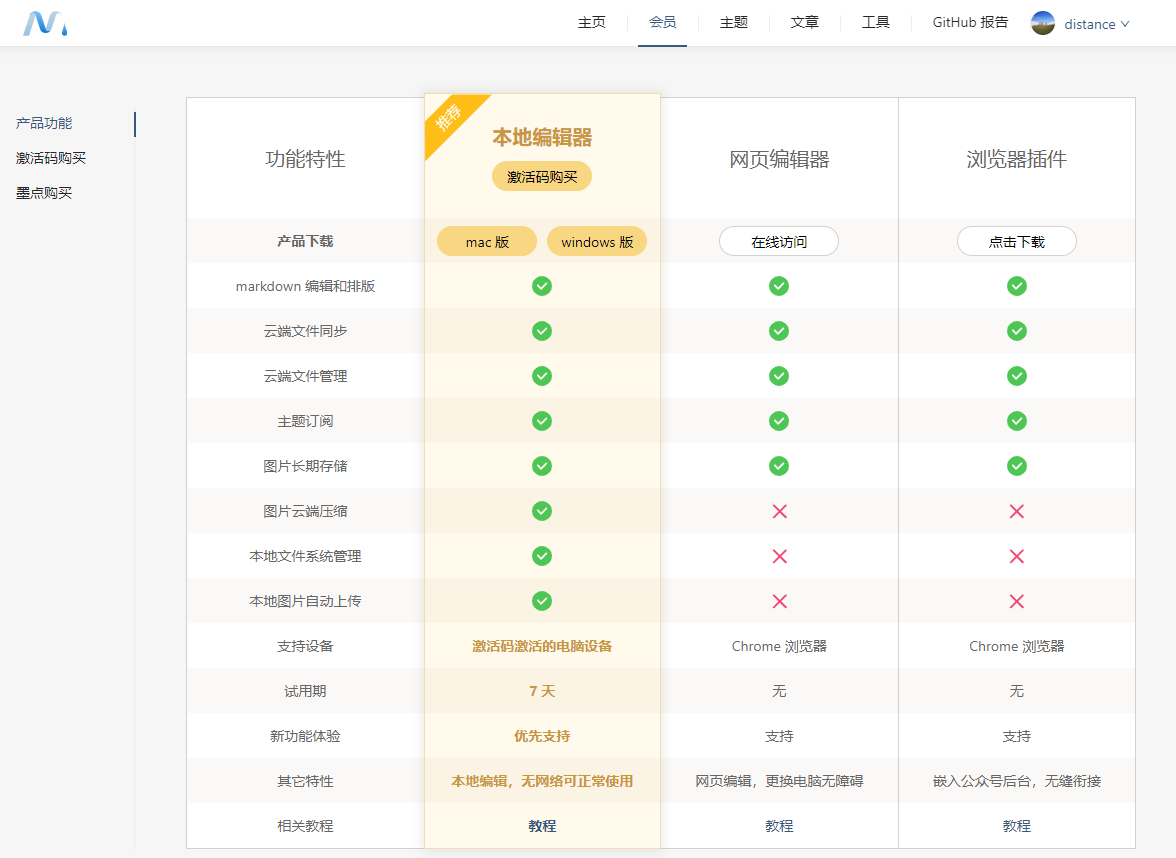 主页 会员 主题 文章 工具 GitHub 报告 distance
产品功能
激活码购买
墨点购买
推荐
功能特性 本地编辑器 网页编辑器 浏览器插件
激活码购买
产品下载 mac 版 windows 版 在线访问 点击下载
markdown 编辑和排版
云端文件同步
云端文件管理
主题订阅
图片长期存储
图片云端压缩
本地文件系统管理
本地图片自动上传
支持设备 激活码激活的电脑设备 Chrome 浏览器 Chrome 浏览器
试用期 7 天 无 无
新功能体验 优先支持 支持 支持
其它特性 本地编辑，无网络可正常使用 网页编辑，更换电脑无障碍 嵌入公众号后台，无缝衔接
相关教程 教程 教程 教程